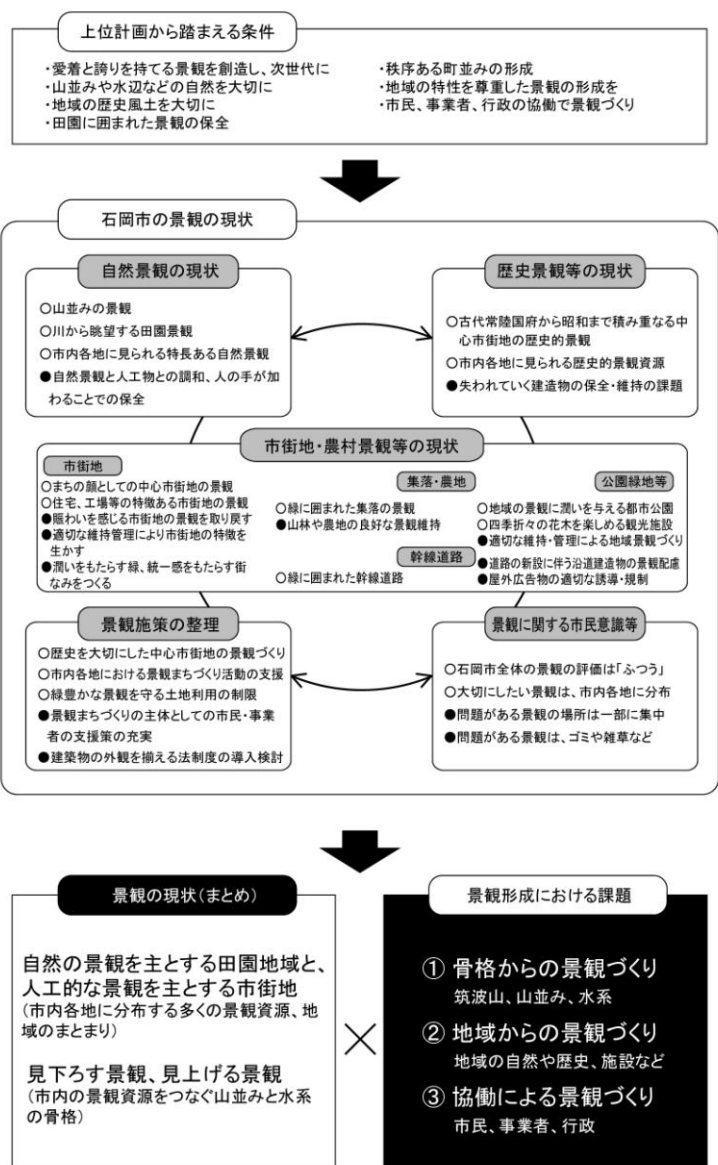 上位計画から踏まえる条件
・愛着と誇りを持てる景観を創造し、次世代に
・山並みや水辺などの自然を大切に
・地域の歴史風土を大切に
・田園に囲まれた景観の保全
・秩序ある町並みの形成
・地域の特性を尊重した景観の形成を
・市民、事業者、行政の協働で景観づくり
石岡市の景観の現状
自然景観の現状
○山並みの景観
○川から眺望する田園景観
○市内各地に見られる特長ある自然景観
●自然景観と人工物との調和、人の手が加
わることでの保全
歴史景観等の現状
○古代常陸国府から昭和まで積み重なる中
心市街地の歴史的景観
○市内各地に見られる歴史的景観資源
●失われていく建造物の保全・維持の課題
市街地・農村景観等の現状
市街地
○まちの顔としての中心市街地の景観
○住宅、工場等の特徴ある市街地の景観
●賑わいを感じる市街地の景観を取り戻す
●適切な維持管理により市街地の特徴を
生かす
●潤いをもたらす緑、統一感をもたらす街
なみをつくる
集落・農地
○緑に囲まれた集落の景観
●山林や農地の良好な景観維持
幹線道路
○緑に囲まれた幹線道路
公園緑地等
○地域の景観に潤いを与える都市公園
○四季折々の花木を楽しめる観光施設
●適切な維持・管理による地域景観づくり
●道路の新設に伴う沿道建造物の景観配慮
●屋外広告物の適切な誘導・規制
景観施策の整理
○歴史を大切にした中心市街地の景観づくり
○市内各地における景観まちづくり活動の支援
○緑豊かな景観を守る土地利用の制限
●景観まちづくりの主体としての市民・事業
者の支援策の充実
●建築物の外観を揃える法制度の導入検討
景観に関する市民意識等
○石岡市全体の景観の評価は「ふつう」
○大切にしたい景観は、市内各地に分布
●問題がある景観の場所は一部に集中
●問題がある景観は、ゴミや雑草など
景観の現状(まとめ)
自然の景観を主とする田園地域と、
人工的な景観を主とする市街地
(市内各地に分布する多くの景観資源、地
域のまとまり)
見下ろす景観、見上げる景観
(市内の景観資源をつなぐ山並みと水系
の骨格)
×
景観形成における課題
① 骨格からの景観づくり
筑波山、山並み、水系
② 地域からの景観づくり
地域の自然や歴史、施設など
③ 協働による景観づくり
市民、事業者、行政